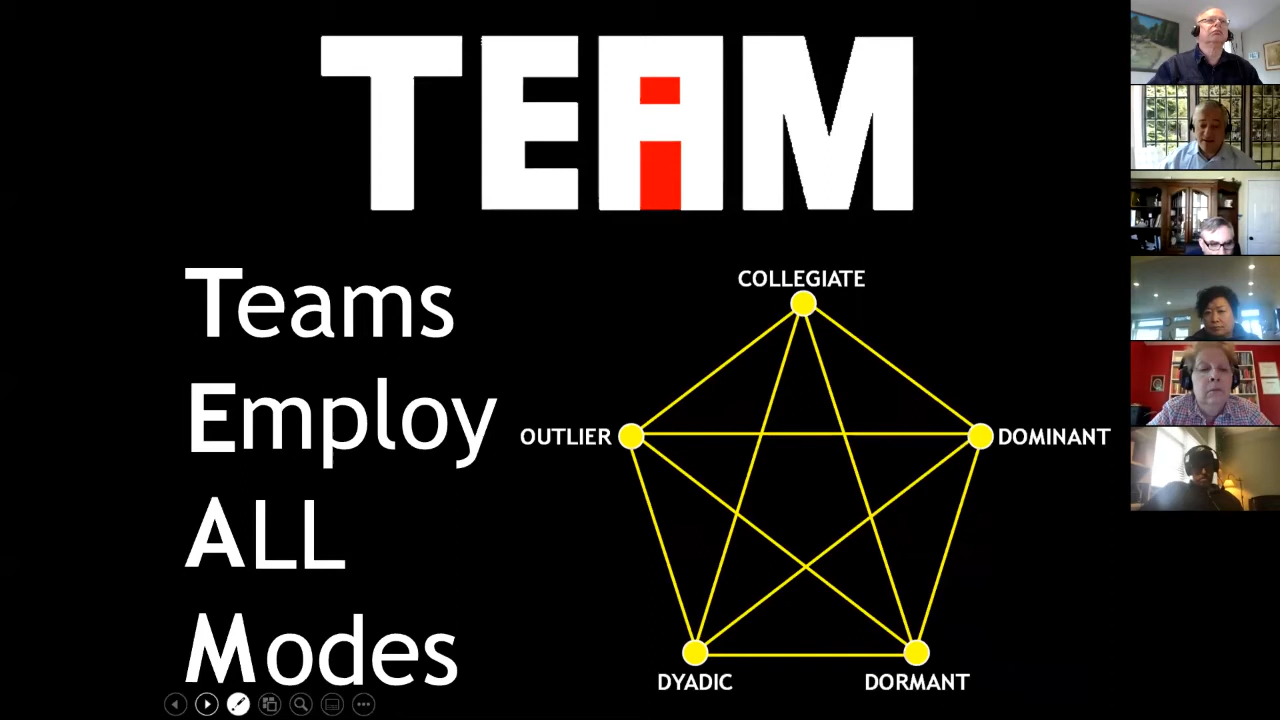 TEAM
Teams
Employ
ALL
Modes
COLLEGIATE
OUTLIER
DOMINANT
DYADIC
DORMANT